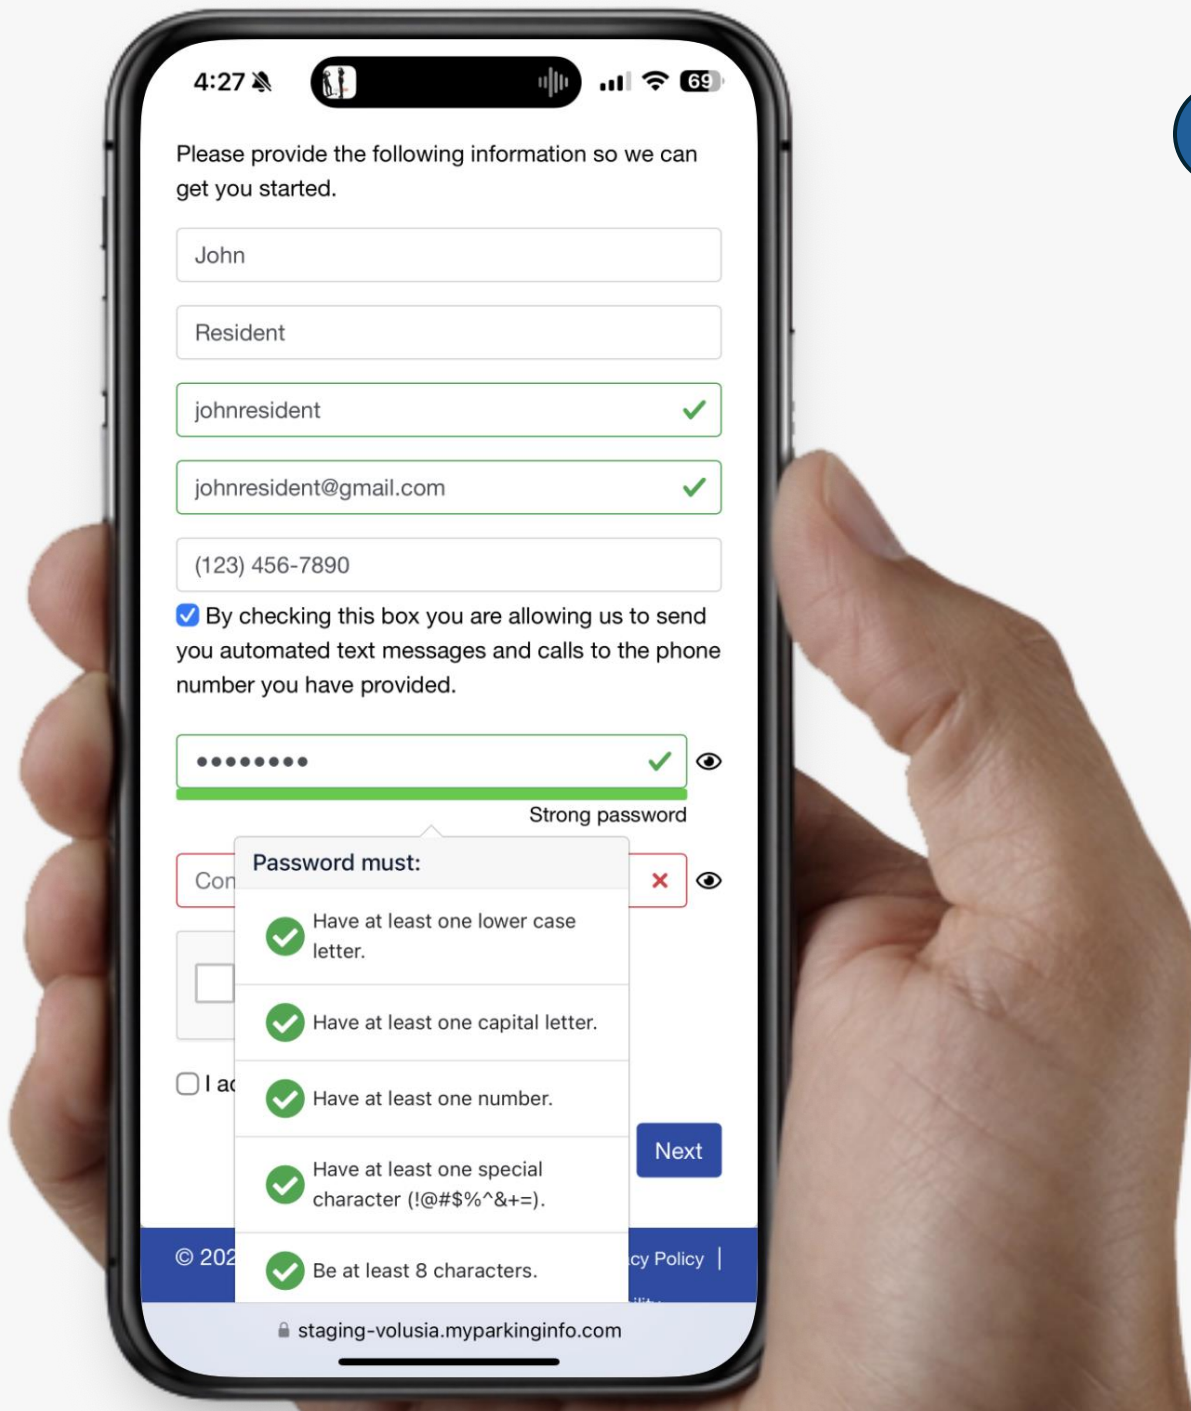 4:27
69
Please provide the following information so we can
get you started.
John
Resident
johnresident
johnresident@gmail.com
(123) 456-7890
By checking this box you are allowing us to send
you automated text messages and calls to the phone
number you have provided.
Strong password
Con
Password must:
Have at least one lower case
letter.
Have at least one capital letter.
I a
Have at least one number.
Next
Have at least one special
character (!@#$%^&+=).
© 202
cy Policy |
Be at least 8 characters.
staging-volusia.myparkinginfo.com